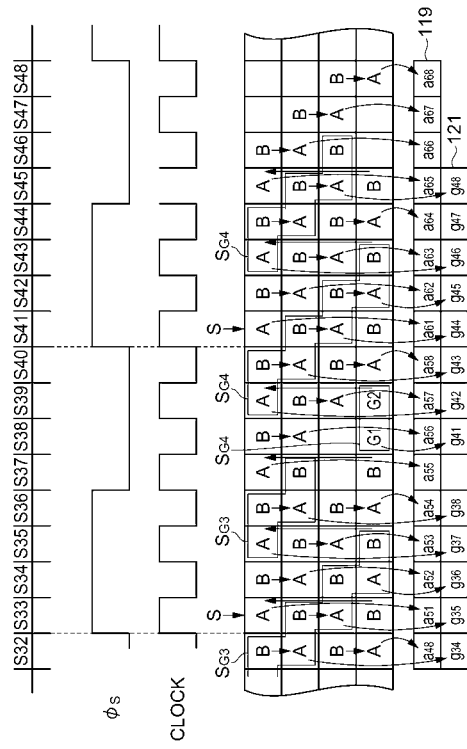 S32 S33 S34 S35 S36 S37 S38 S39 S40 S41 S42 S43 S44 S45 S46 S47 S48
ϕS
CLOCK
SG3 S SG3 SG4 SG4 S SG4
B A B A B A B A B A B A B A B
A B A B A A B A B A B A B A B
B A B A B A B A B A B A B A B
A B A B A B G1 G2 A B A B A B A
a48 a51 a52 a53 a54 a55 a56 a57 a58 a61 a62 a63 a64 a65 a66 a67 a68 119
g34 g35 g36 g37 g38 g41 g42 g43 g44 g45 g46 g47 g48 121